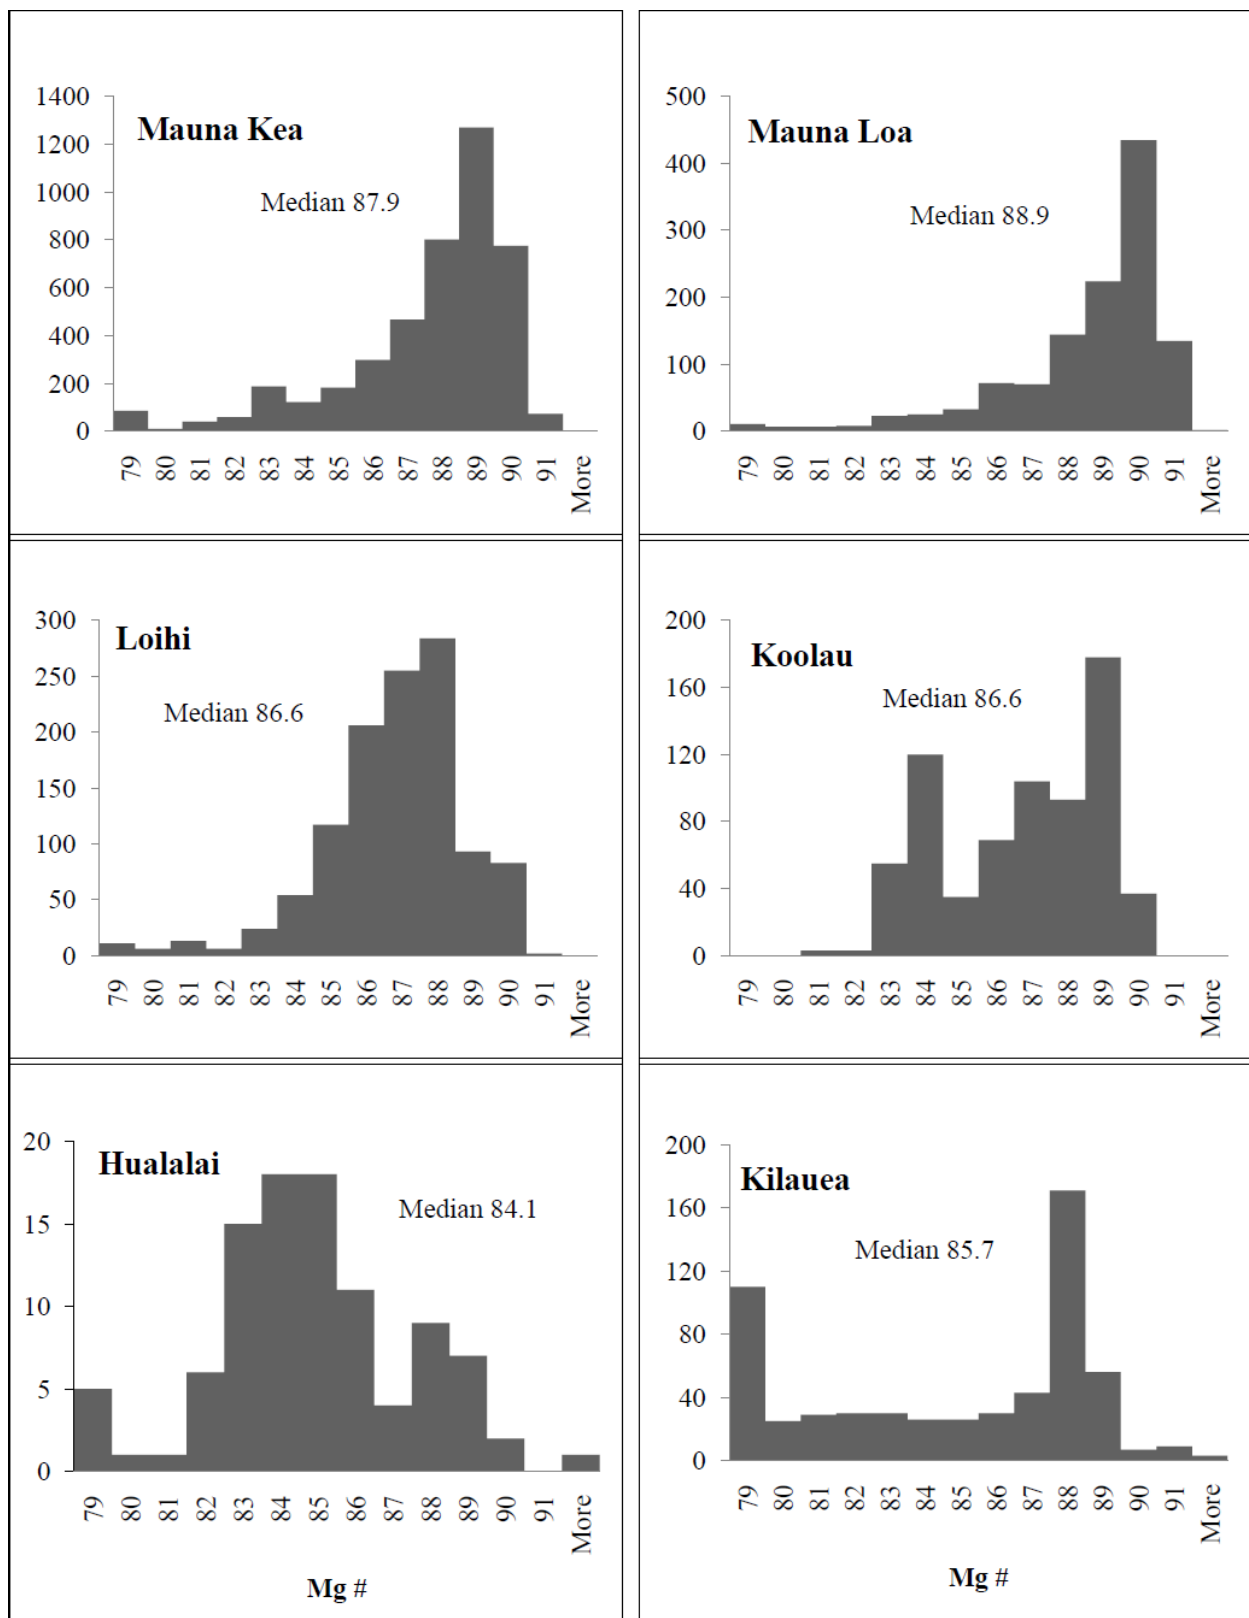 1400
1200
1000
800
600
400
200
0
Mauna Kea
Median 87.9
79 80 81 82 83 84 85 86 87 88 89 90 91 More
500
400
300
200
100
0
Mauna Loa
Median 88.9
79 80 81 82 83 84 85 86 87 88 89 90 91 More
300
250
200
150
100
50
0
Loihi
Median 86.6
79 80 81 82 83 84 85 86 87 88 89 90 91 More
200
160
120
80
40
0
Koolau
Median 86.6
79 80 81 82 83 84 85 86 87 88 89 90 91 More
20
15
10
5
0
Hualalai
Median 84.1
79 80 81 82 83 84 85 86 87 88 89 90 91 More
Mg #
200
160
120
80
40
0
Kilauea
Median 85.7
79 80 81 82 83 84 85 86 87 88 89 90 91 More
Mg #